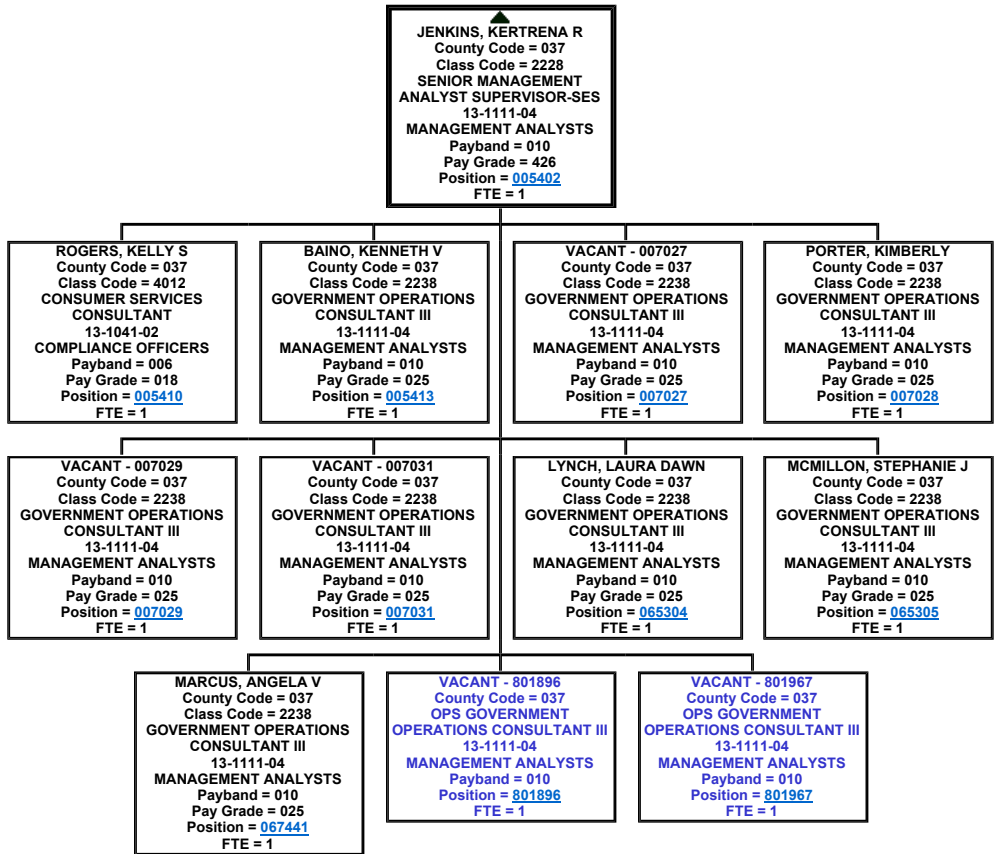 JENKINS, KERTRENA R
County Code = 037
Class Code = 2228
SENIOR MANAGEMENT
ANALYST SUPERVISOR-SES
13-1111-04
MANAGEMENT ANALYSTS
Payband = 010
Pay Grade = 426
Position = 005402
FTE = 1
ROGERS, KELLY S
County Code = 037
Class Code = 4012
CONSUMER SERVICES
CONSULTANT
13-1041-02
COMPLIANCE OFFICERS
Payband = 006
Pay Grade = 018
Position = 005410
FTE = 1
BAINO, KENNETH V
County Code = 037
Class Code = 2238
GOVERNMENT OPERATIONS
CONSULTANT III
13-1111-04
MANAGEMENT ANALYSTS
Payband = 010
Pay Grade = 025
Position = 005413
FTE = 1
VACANT - 007027
County Code = 037
Class Code = 2238
GOVERNMENT OPERATIONS
CONSULTANT III
13-1111-04
MANAGEMENT ANALYSTS
Payband = 010
Pay Grade = 025
Position = 007027
FTE = 1
PORTER, KIMBERLY
County Code = 037
Class Code = 2238
GOVERNMENT OPERATIONS
CONSULTANT III
13-1111-04
MANAGEMENT ANALYSTS
Payband = 010
Pay Grade = 025
Position = 007028
FTE = 1
VACANT - 007029
County Code = 037
Class Code = 2238
GOVERNMENT OPERATIONS
CONSULTANT III
13-1111-04
MANAGEMENT ANALYSTS
Payband = 010
Pay Grade = 025
Position = 007029
FTE = 1
VACANT - 007031
County Code = 037
Class Code = 2238
GOVERNMENT OPERATIONS
CONSULTANT III
13-1111-04
MANAGEMENT ANALYSTS
Payband = 010
Pay Grade = 025
Position = 007031
FTE = 1
LYNCH, LAURA DAWN
County Code = 037
Class Code = 2238
GOVERNMENT OPERATIONS
CONSULTANT III
13-1111-04
MANAGEMENT ANALYSTS
Payband = 010
Pay Grade = 025
Position = 065304
FTE = 1
MCMILLON, STEPHANIE J
County Code = 037
Class Code = 2238
GOVERNMENT OPERATIONS
CONSULTANT III
13-1111-04
MANAGEMENT ANALYSTS
Payband = 010
Pay Grade = 025
Position = 065305
FTE = 1
MARCUS, ANGELA V
County Code = 037
Class Code = 2238
GOVERNMENT OPERATIONS
CONSULTANT III
13-1111-04
MANAGEMENT ANALYSTS
Payband = 010
Pay Grade = 025
Position = 067441
FTE = 1
VACANT - 801896
County Code = 037
OPS GOVERNMENT
OPERATIONS CONSULTANT III
13-1111-04
MANAGEMENT ANALYSTS
Payband = 010
Position = 801896
FTE = 1
VACANT - 801967
County Code = 037
OPS GOVERNMENT
OPERATIONS CONSULTANT III
13-1111-04
MANAGEMENT ANALYSTS
Payband = 010
Position = 801967
FTE = 1